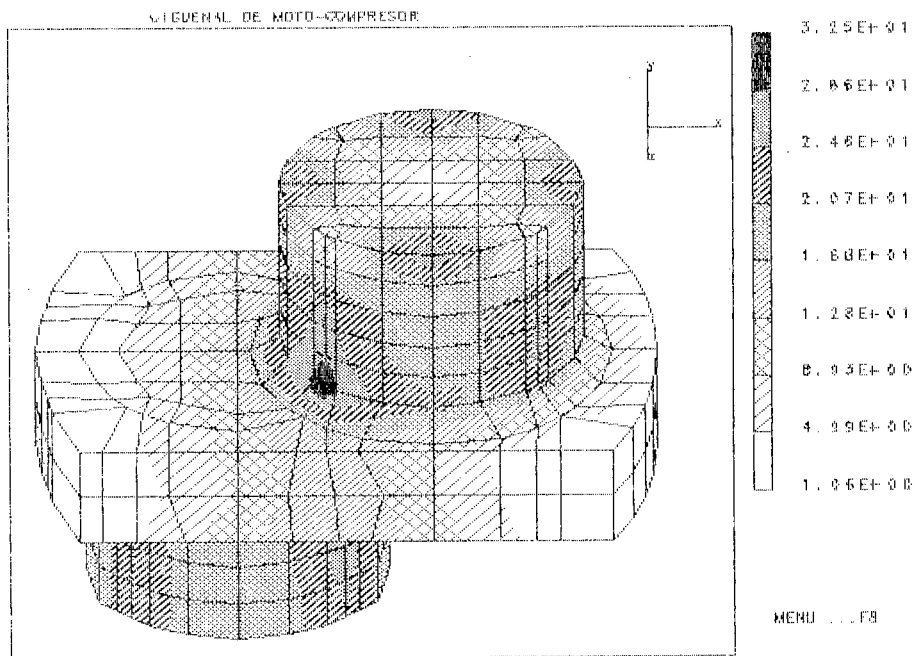 CIGUENAL DE MOTO-COMPRESOR
3.25E+01
2.86E+01
2.46E+01
2.07E+01
1.68E+01
1.28E+01
8.93E+00
4.99E+00
1.06E+00
Y
X
MENU ...F8